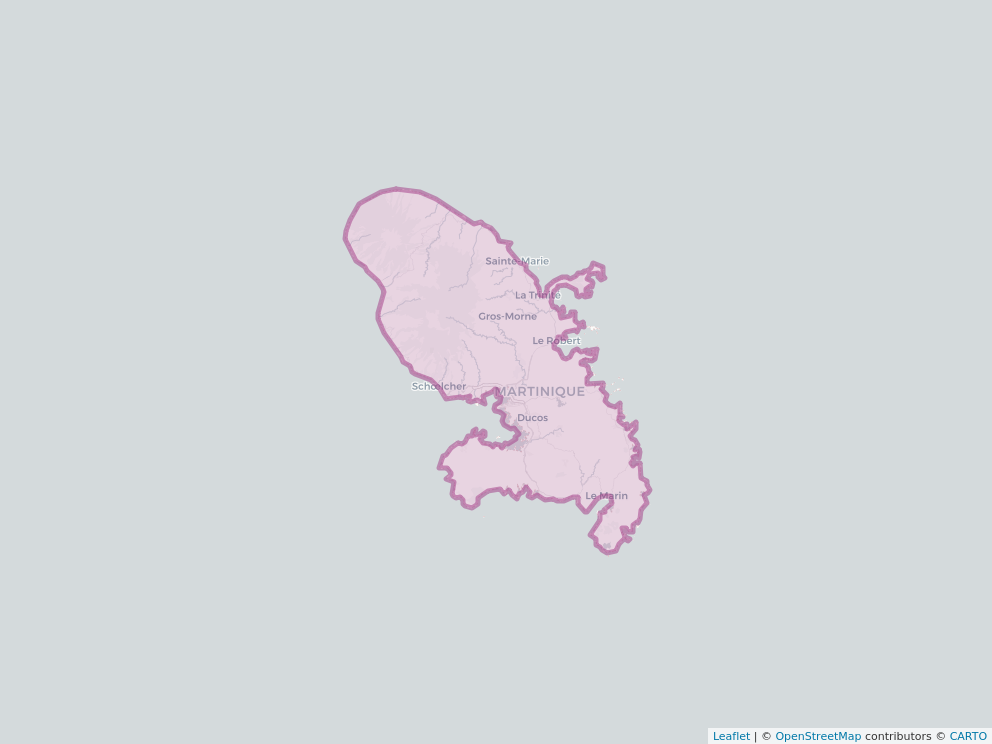 Sainte-Marie
La Trinité
Gros-Morne
Le Robert
Schœlcher
MARTINIQUE
Ducos
Le Marin
Leaflet | © OpenStreetMap contributors © CARTO